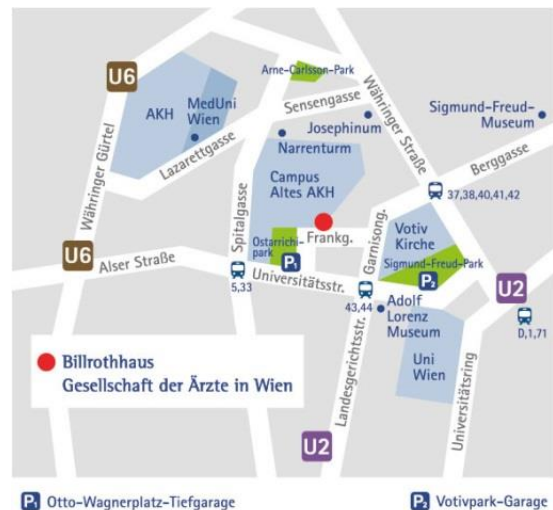 U6
Arne-Carlsson-Park
AKH
MedUni
Wien
Sensengasse
Währinger Straße
Sigmund-Freud-
Museum
Josephinum
Narrenturm
Lazarettgasse
Berggasse
Währinger Gürtel
Campus
Altes AKH
37,38,40,41,42
Spitalgasse
Votiv
Kirche
Ostarrichi-
park
Frankg.
Garnisong.
U6
Alser Straße
P1
Sigmund-Freud-Park
P2
U2
5,33
Universitätsstr.
43,44
Adolf
Lorenz
Museum
D,1,71
Billrothhaus
Gesellschaft der Ärzte in Wien
Uni
Wien
Landesgerichtsstr.
Universitätsring
U2
P1 Otto-Wagnerplatz-Tiefgarage
P2 Votivpark-Garage